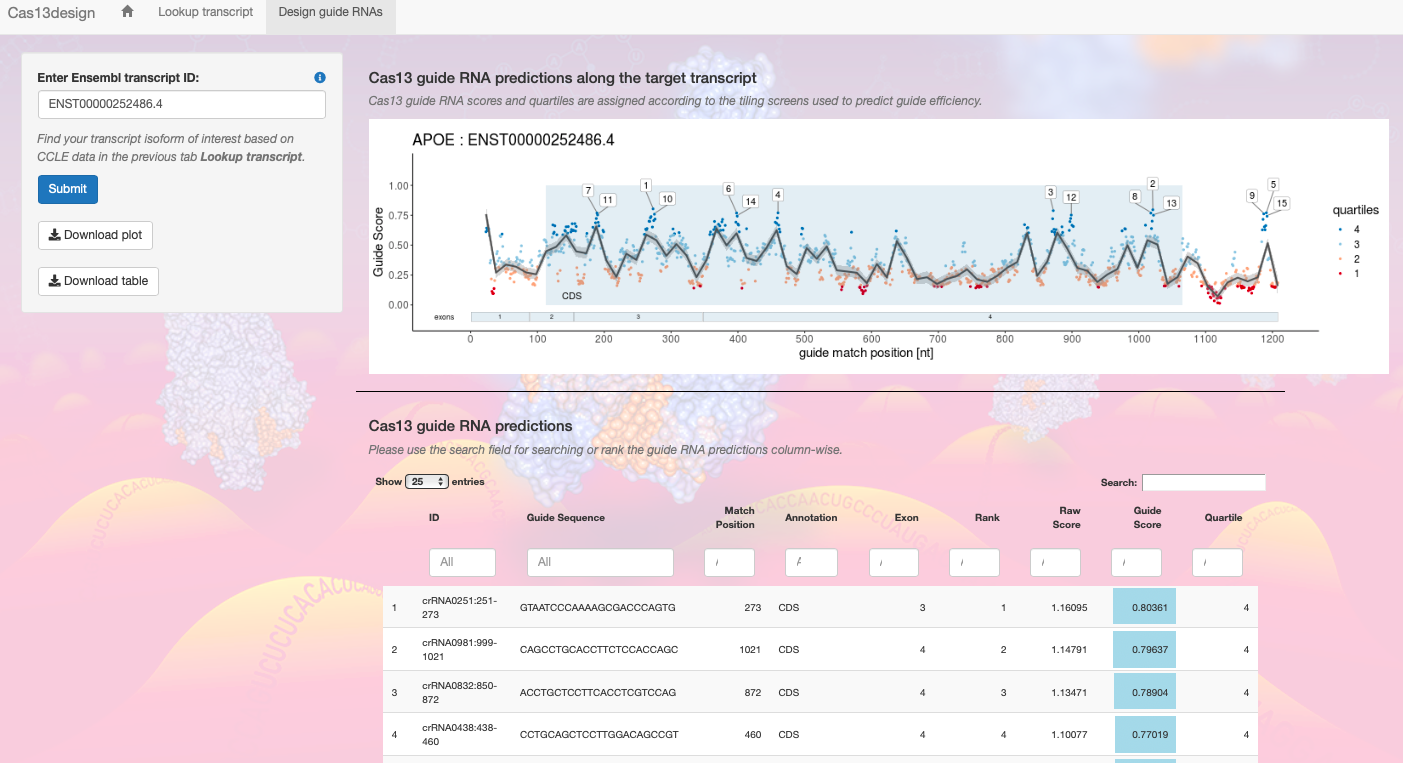 Cas13design Lookup transcript Design guide RNAs
Enter Ensembl transcript ID:
ENST00000252486.4
Find your transcript isoform of interest based on
CCLE data in the previous tab Lookup transcript.
Submit
Download plot
Download table
Cas13 guide RNA predictions along the target transcript
Cas13 guide RNA scores and quartiles are assigned according to the tiling screens used to predict guide efficiency.
APOE : ENST00000252486.4
Guide Score
1.00
0.75
0.50
0.25
0.00
7 11 1 10 6 14 4 3 12 8 2 13 9 5 15
CDS
exons 1 2 3 4
0 100 200 300 400 500 600 700 800 900 1000 1100 1200
guide match position [nt]
quartiles
4
3
2
1
Cas13 guide RNA predictions
Please use the search field for searching or rank the guide RNA predictions column-wise.
Show 25 entries Search:
ID Guide Sequence Match Position Annotation Exon Rank Raw Score Guide Score Quartile
All All
1 crRNA0251:251-273 GTAATCCCAAAAGCGACCCAGTG 273 CDS 3 1 1.16095 0.80361 4
2 crRNA0981:999-1021 CAGCCTGCACCTTCTCCACCAGC 1021 CDS 4 2 1.14791 0.79637 4
3 crRNA0832:850-872 ACCTGCTCCTTCACCTCGTCCAG 872 CDS 4 3 1.13471 0.78904 4
4 crRNA0438:438-460 CCTGCAGCTCCTTGGACAGCCGT 460 CDS 4 4 1.10077 0.77019 4